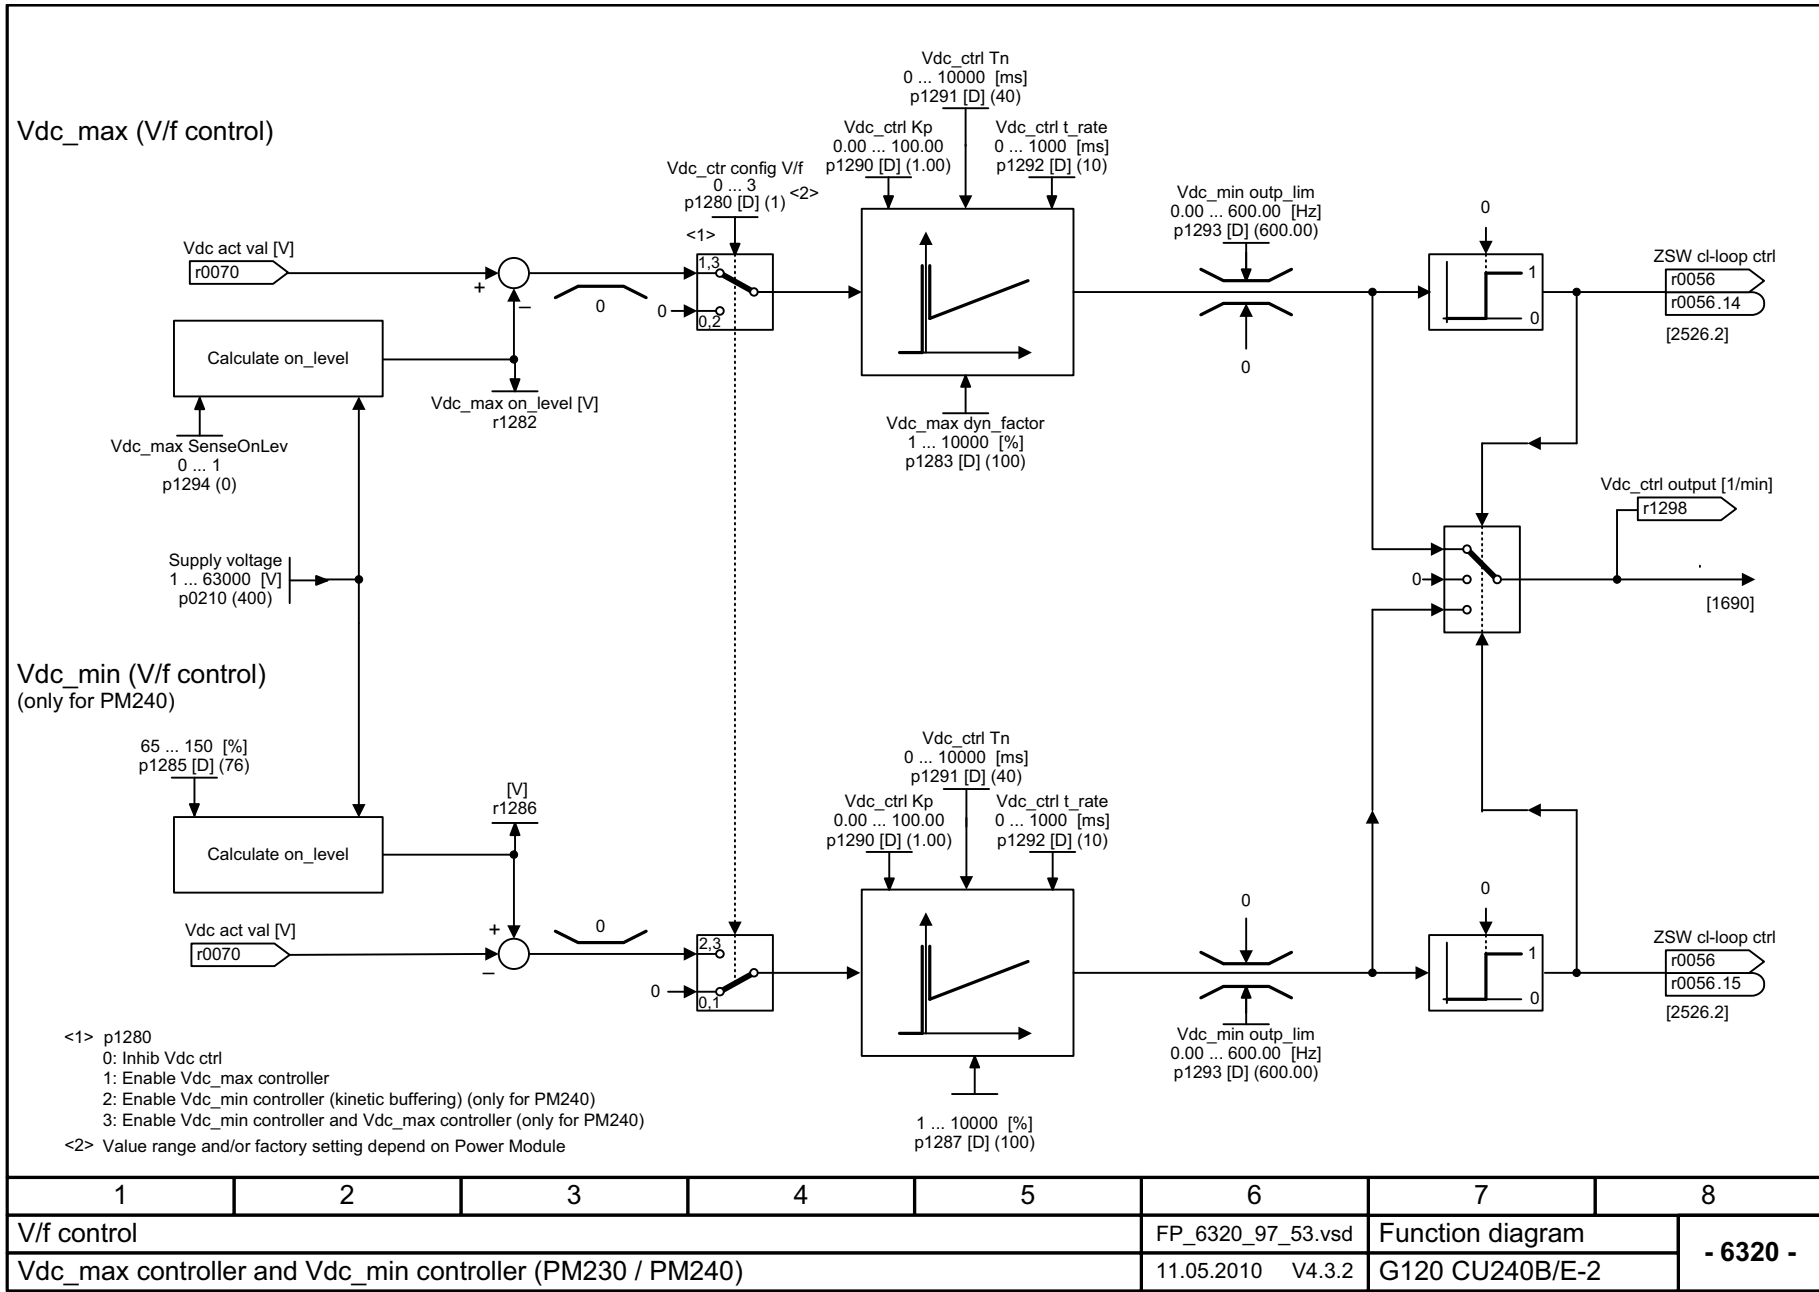 Vdc_max (V/f control)
Vdc_ctrl Tn
0 ... 10000 [ms]
p1291 [D] (40)
Vdc_ctrl Kp
0.00 ... 100.00
p1290 [D] (1.00)
Vdc_ctrl t_rate
0 ... 1000 [ms]
p1292 [D] (10)
Vdc_ctr config V/f
0 ... 3
p1280 [D] (1) <2>
<1>
Vdc_min outp_lim
0.00 ... 600.00 [Hz]
p1293 [D] (600.00)
0
Vdc act val [V]
r0070
+
–
0
1,3
0
0,2
0
1
0
ZSW cl-loop ctrl
r0056
r0056.14
[2526.2]
Calculate on_level
Vdc_max on_level [V]
r1282
Vdc_max SenseOnLev
0 ... 1
p1294 (0)
Vdc_max dyn_factor
1 ... 10000 [%]
p1283 [D] (100)
Vdc_ctrl output [1/min]
r1298
Supply voltage
1 ... 63000 [V]
p0210 (400)
0
[1690]
Vdc_min (V/f control)
(only for PM240)
65 ... 150 [%]
p1285 [D] (76)
[V]
r1286
Vdc_ctrl Tn
0 ... 10000 [ms]
p1291 [D] (40)
Vdc_ctrl Kp
0.00 ... 100.00
p1290 [D] (1.00)
Vdc_ctrl t_rate
0 ... 1000 [ms]
p1292 [D] (10)
Calculate on_level
Vdc act val [V]
r0070
+
–
0
2,3
0
0,1
0
0
1
0
ZSW cl-loop ctrl
r0056
r0056.15
[2526.2]
Vdc_min outp_lim
0.00 ... 600.00 [Hz]
p1293 [D] (600.00)
1 ... 10000 [%]
p1287 [D] (100)
<1> p1280
0: Inhib Vdc ctrl
1: Enable Vdc_max controller
2: Enable Vdc_min controller (kinetic buffering) (only for PM240)
3: Enable Vdc_min controller and Vdc_max controller (only for PM240)
<2> Value range and/or factory setting depend on Power Module
1 2 3 4 5 6 7 8
V/f control
FP_6320_97_53.vsd
Function diagram
- 6320 -
Vdc_max controller and Vdc_min controller (PM230 / PM240)
11.05.2010 V4.3.2
G120 CU240B/E-2